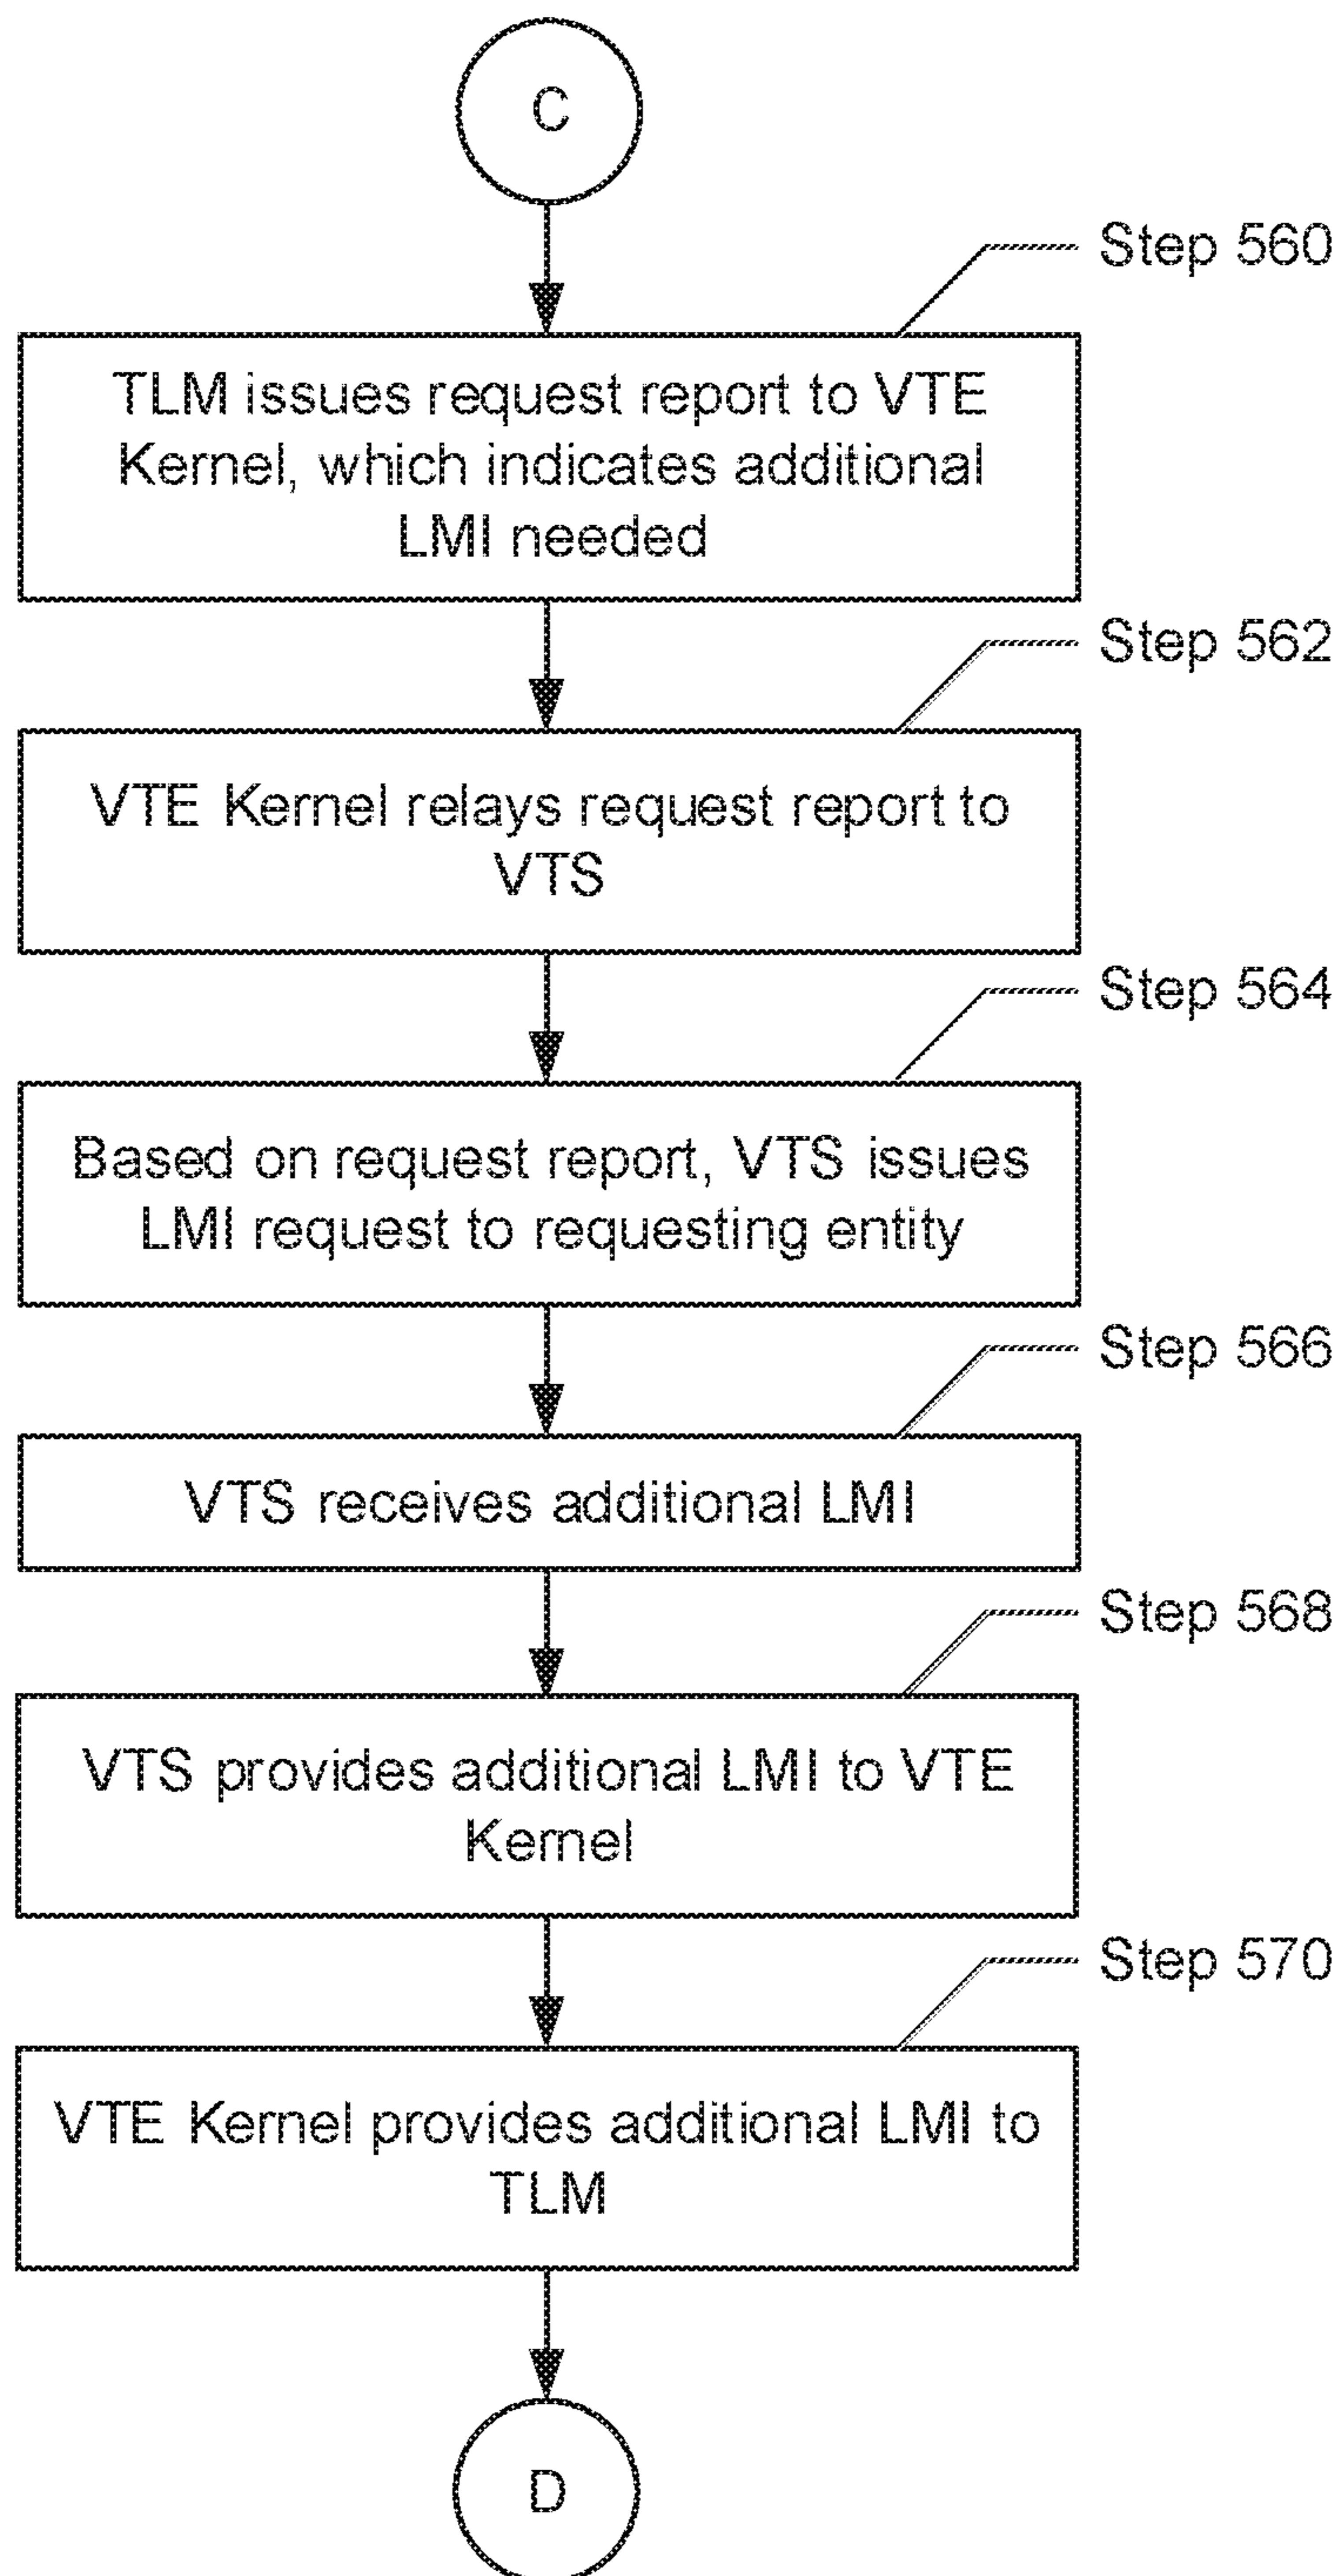 C
Step 560
TLM issues request report to VTE
Kernel, which indicates additional
LMI needed
Step 562
VTE Kernel relays request report to
VTS
Step 564
Based on request report, VTS issues
LMI request to requesting entity
Step 566
VTS receives additional LMI
Step 568
VTS provides additional LMI to VTE
Kernel
Step 570
VTE Kernel provides additional LMI to
TLM
D